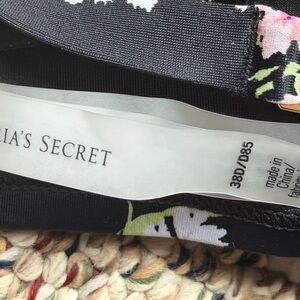 IA'S SECRET
38D/D85
made in
China/